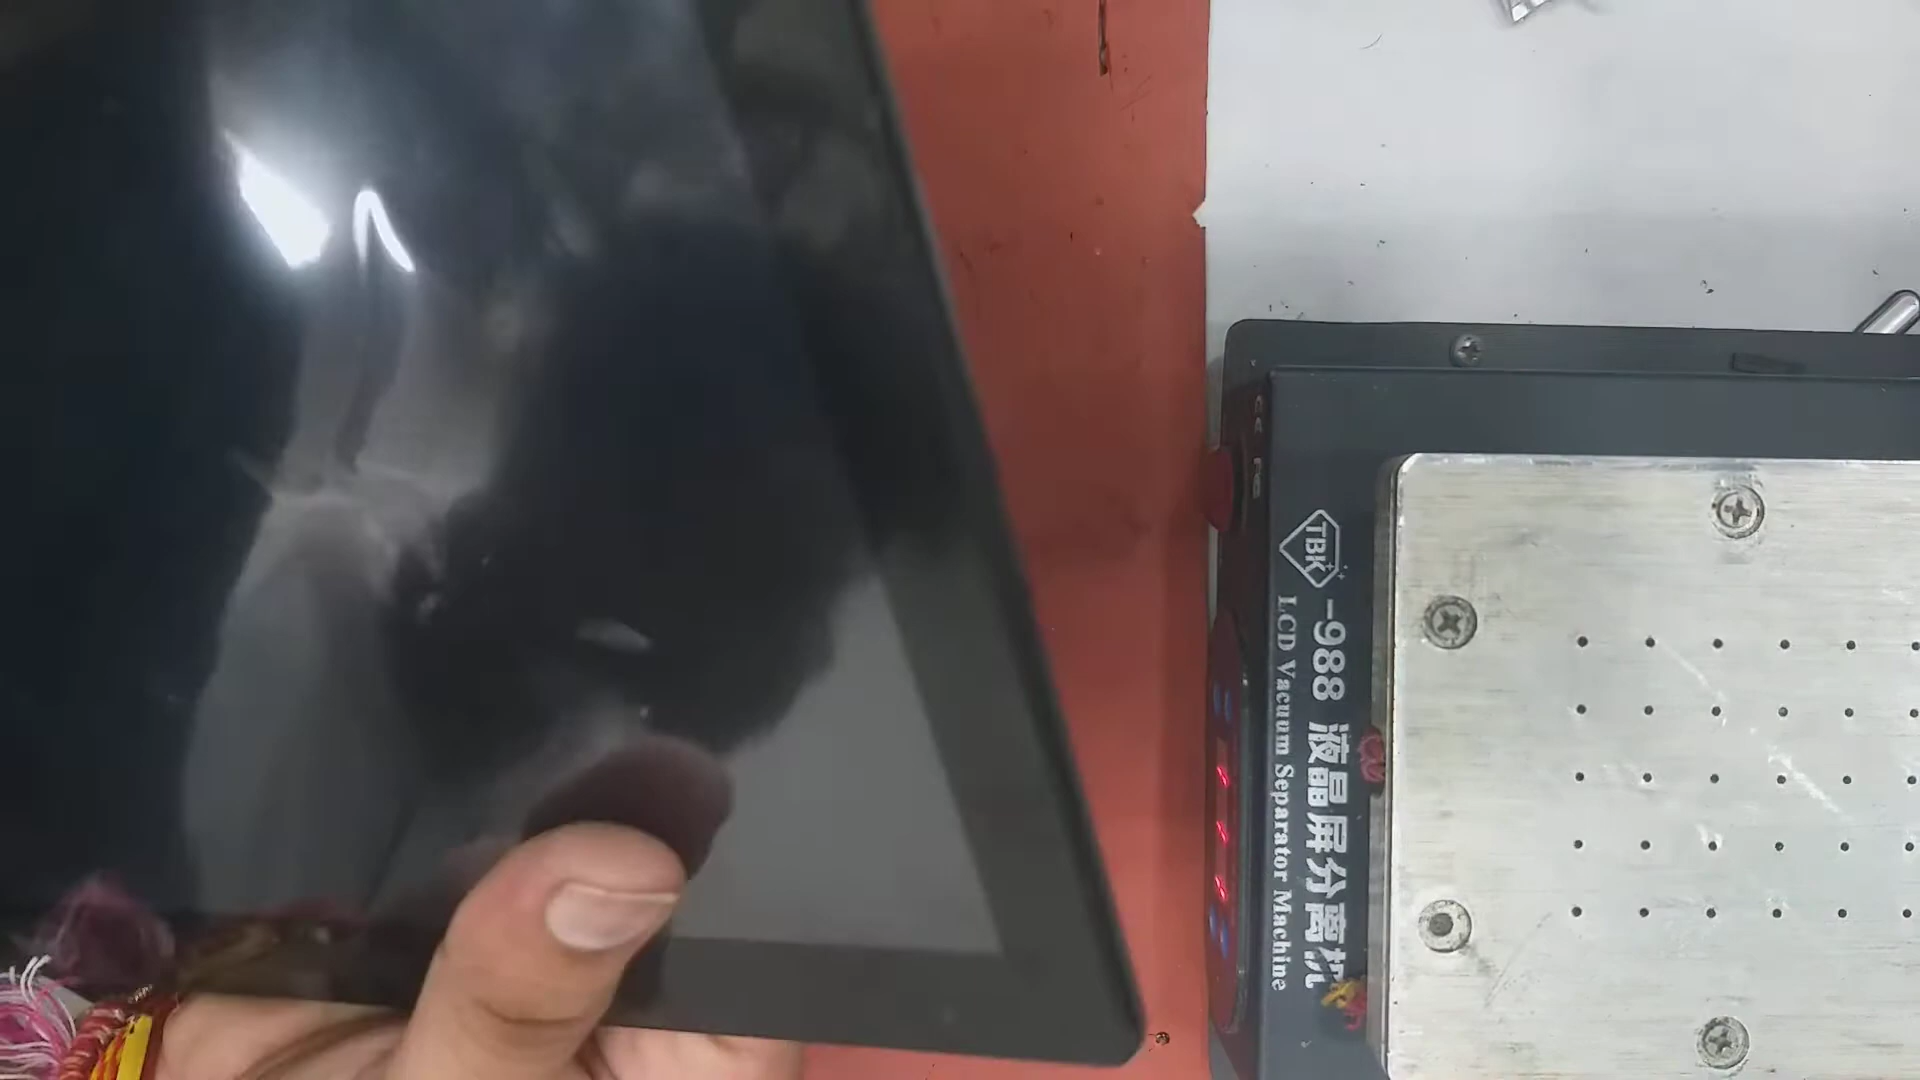 TBK
-988 液晶屏分离机
LCD Vacuum Separator Machine